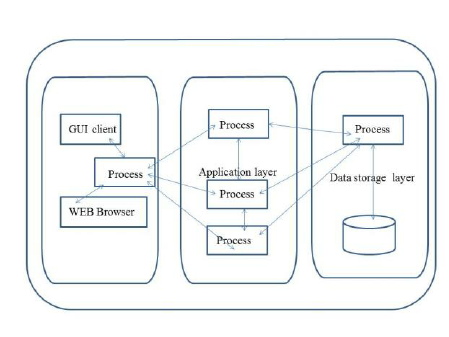 GUI client
Process
WEB Browser
Process
Application layer
Process
Process
Process
Data storage layer